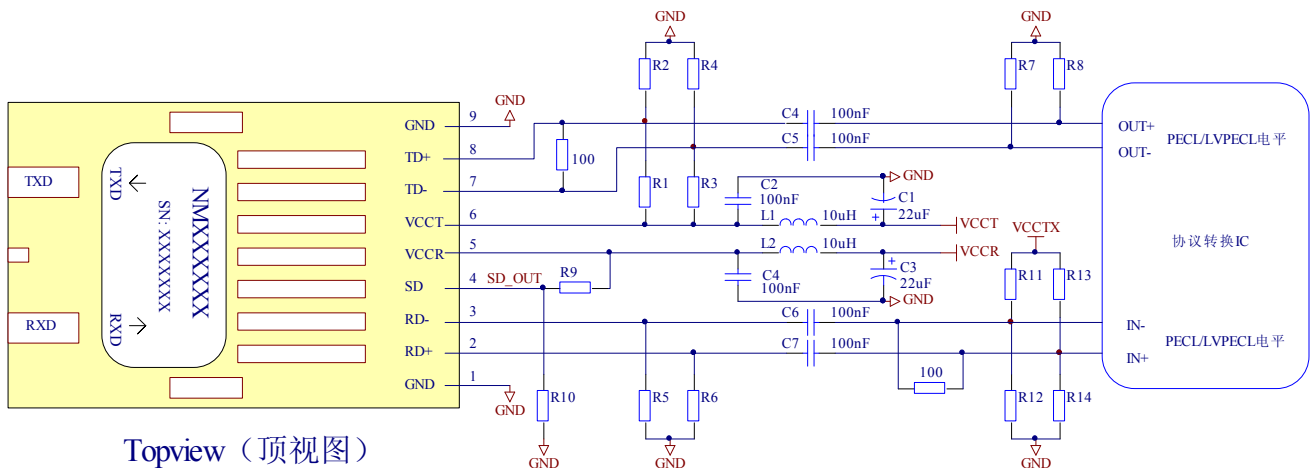 GND
GND
R2
R4
R7
R8
GND
C4
100nF
GND
9
OUT+
PECL/LVPECL电平
TD+
8
100
C5
100nF
OUT-
TXD
TXD
TD-
7
R1
R3
C2
100nF
GND
C1
22uF
NMXXXXXX
SN: XXXXXX
VCCT
6
L1
10uH
VCCT
VCCTX
协议转换IC
VCCR
5
L2
10uH
VCCR
SD
4
SD_OUT
R9
C4
100nF
C3
22uF
R11
R13
GND
RXD
RXD
RD-
3
C6
100nF
IN-
PECL/LVPECL电平
RD+
2
C7
100nF
IN+
100
GND
1
GND
R10
R5
R6
R12
R14
GND
GND
GND
Topview（顶视图）